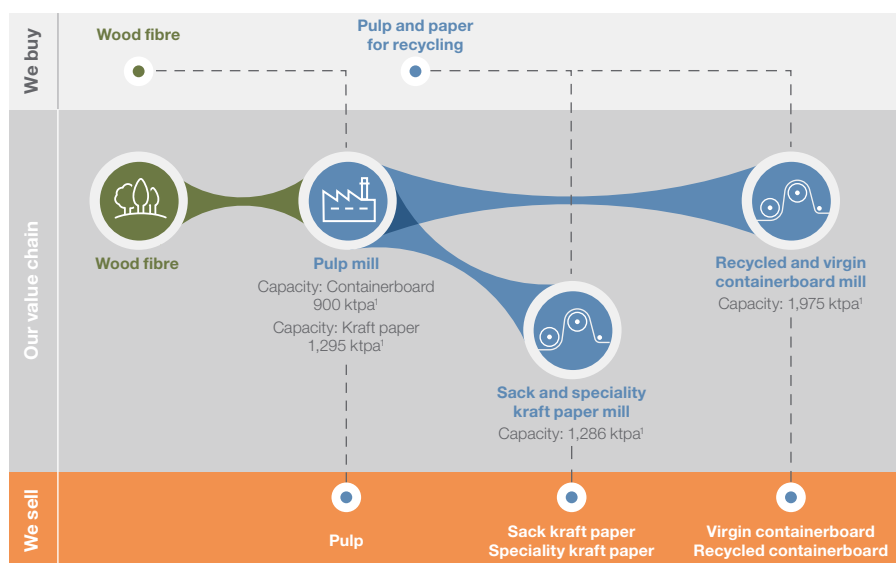 We buy
Wood fibre
Pulp and paper
for recycling
Our value chain
Wood fibre
Pulp mill
Capacity: Containerboard
900 ktpa¹
Capacity: Kraft paper
1,295 ktpa¹
Sack and speciality
kraft paper mill
Capacity: 1,286 ktpa¹
Recycled and virgin
containerboard mill
Capacity: 1,975 ktpa¹
We sell
Pulp
Sack kraft paper
Speciality kraft paper
Virgin containerboard
Recycled containerboard